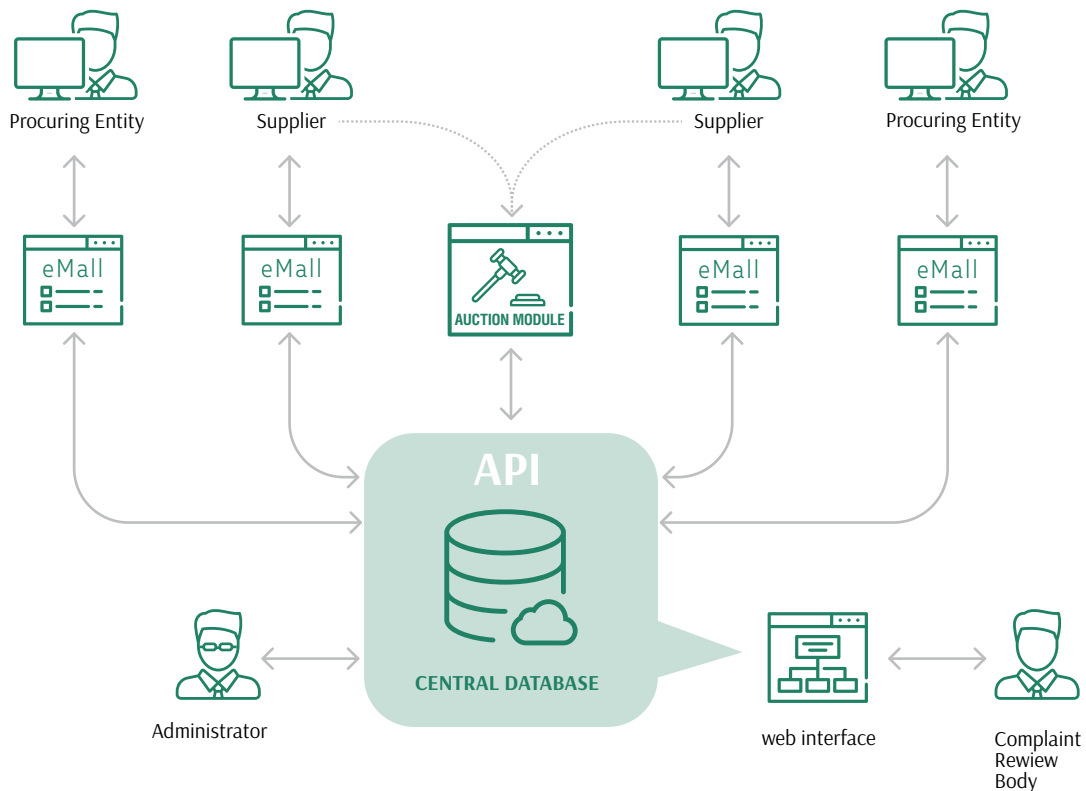 Procuring Entity
Supplier
Supplier
Procuring Entity
eMall
eMall
AUCTION MODULE
eMall
eMall
API
CENTRAL DATABASE
Administrator
web interface
Complaint
Rewiew
Body